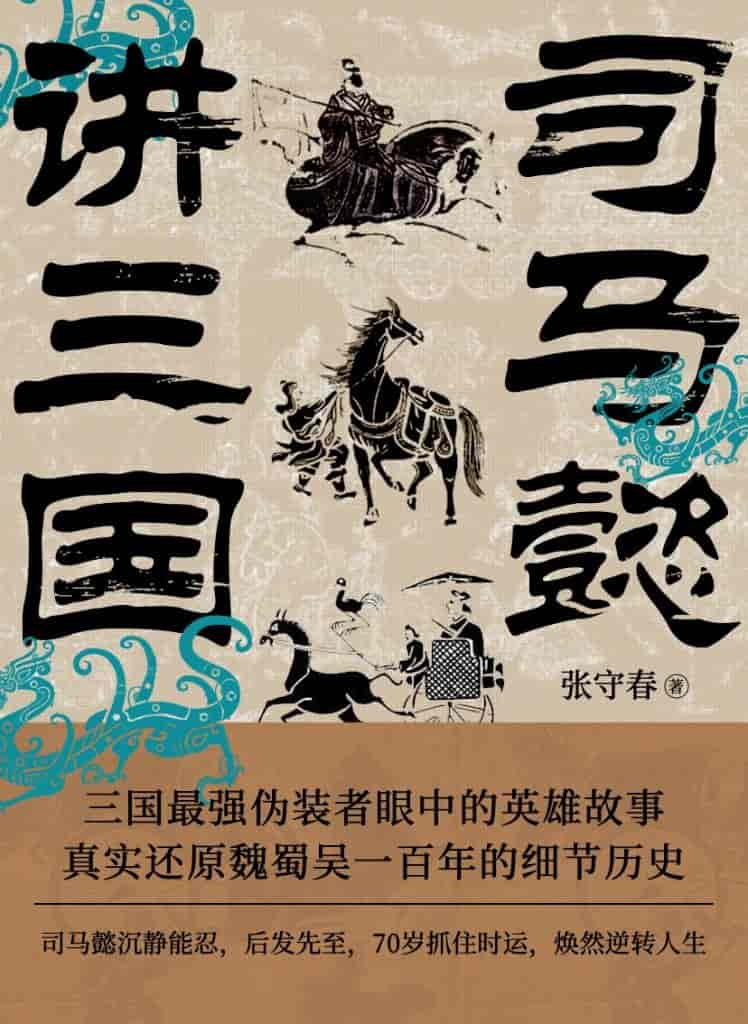 司马懿
讲三国
张守春 著
三国最强伪装者眼中的英雄故事
真实还原魏蜀吴一百年的细节历史
司马懿沉静能忍，后发先至，70岁抓住时运，焕然逆转人生